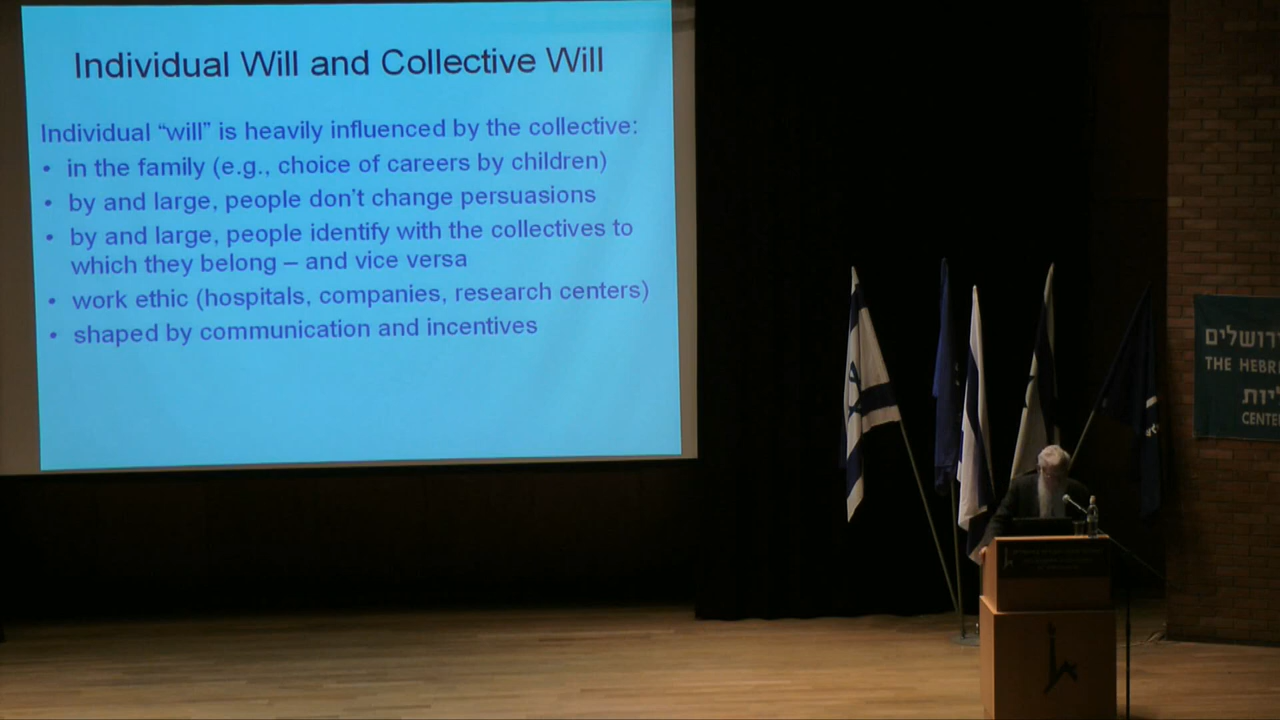 Individual Will and Collective Will
Individual “will” is heavily influenced by the collective:
• in the family (e.g., choice of careers by children)
• by and large, people don’t change persuasions
• by and large, people identify with the collectives to
which they belong – and vice versa
• work ethic (hospitals, companies, research centers)
• shaped by communication and incentives
ירושלים
THE HEBR
יות
CENTE